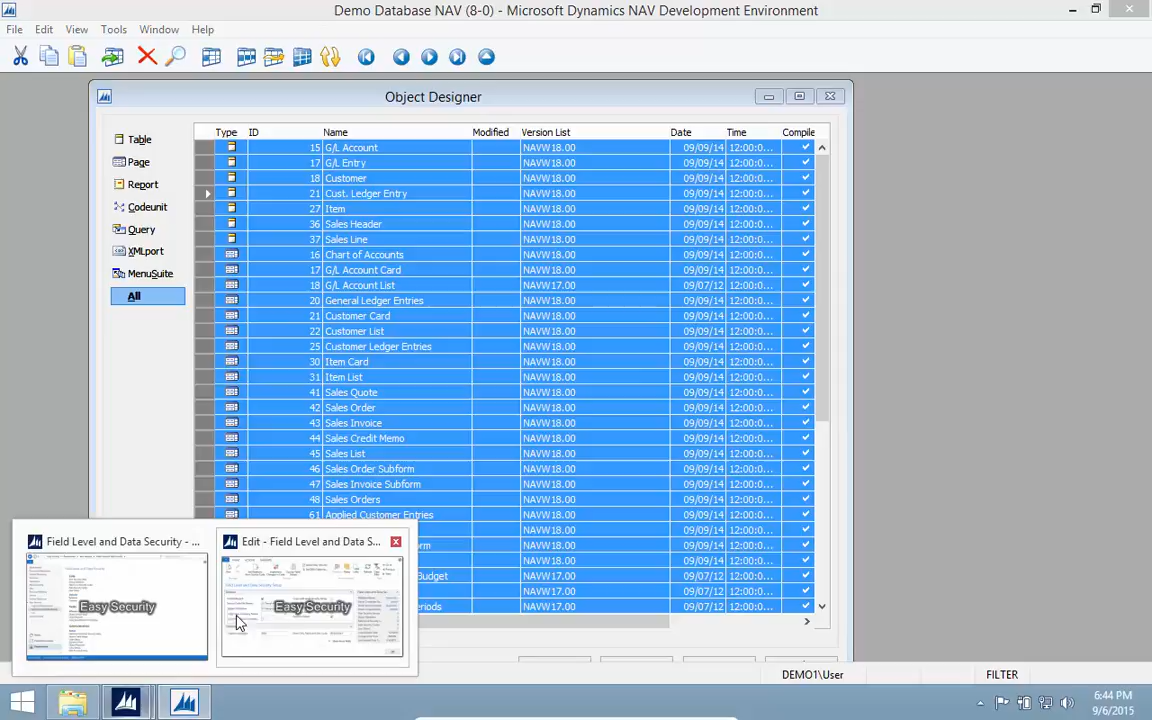 Demo Database NAV (8-0) - Microsoft Dynamics NAV Development Environment
File Edit View Tools Window Help
Object Designer
Type ID Name Modified Version List Date Time Compile
Table
Page
Report
Codeunit
Query
XMLport
MenuSuite
All
15 G/L Account NAVW18.00 09/09/14 12:00:0...
17 G/L Entry NAVW18.00 09/09/14 12:00:0...
18 Customer NAVW18.00 09/09/14 12:00:0...
21 Cust. Ledger Entry NAVW18.00 09/09/14 12:00:0...
27 Item NAVW18.00 09/09/14 12:00:0...
36 Sales Header NAVW18.00 09/09/14 12:00:0...
37 Sales Line NAVW18.00 09/09/14 12:00:0...
16 Chart of Accounts NAVW18.00 09/09/14 12:00:0...
17 G/L Account Card NAVW18.00 09/09/14 12:00:0...
18 G/L Account List NAVW17.00 09/07/12 12:00:0...
20 General Ledger Entries NAVW18.00 09/09/14 12:00:0...
21 Customer Card NAVW18.00 09/09/14 12:00:0...
22 Customer List NAVW18.00 09/09/14 12:00:0...
25 Customer Ledger Entries NAVW18.00 09/09/14 12:00:0...
30 Item Card NAVW18.00 09/09/14 12:00:0...
31 Item List NAVW18.00 09/09/14 12:00:0...
41 Sales Quote NAVW18.00 09/09/14 12:00:0...
42 Sales Order NAVW18.00 09/09/14 12:00:0...
43 Sales Invoice NAVW18.00 09/09/14 12:00:0...
44 Sales Credit Memo NAVW18.00 09/09/14 12:00:0...
45 Sales List NAVW18.00 09/09/14 12:00:0...
46 Sales Order Subform NAVW18.00 09/09/14 12:00:0...
47 Sales Invoice Subform NAVW18.00 09/09/14 12:00:0...
48 Sales Orders NAVW18.00 09/09/14 12:00:0...
61 Applied Customer Entries NAVW18.00 09/09/14 12:00:0...
NAVW18.00 09/09/14 12:00:0...
orm NAVW18.00 09/09/14 12:00:0...
NAVW18.00 09/09/14 12:00:0...
Budget NAVW17.00 09/07/12 12:00:0...
NAVW17.00 09/07/12 12:00:0...
eriods NAVW17.00 09/07/12 12:00:0...
Field Level and Data Security - ...
Edit - Field Level and Data S...
Easy Security
Easy Security
DEMO1\User FILTER
6:44 PM
9/6/2015